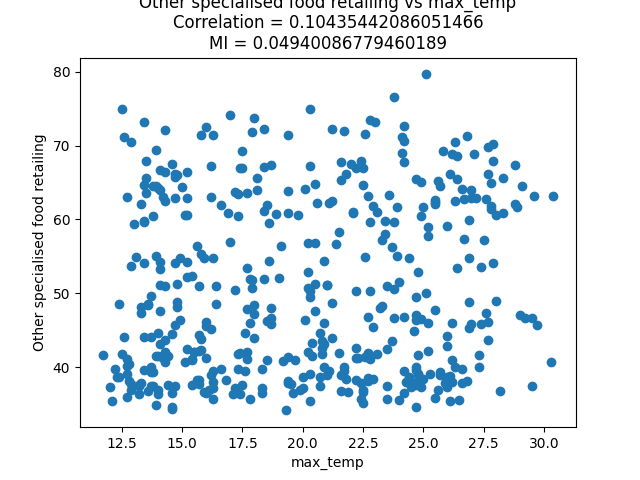 Other specialised food retailing vs max_temp
Correlation = 0.10435442086051466
MI = 0.04940086779460189
80
70
60
50
40
Other specialised food retailing
12.5 15.0 17.5 20.0 22.5 25.0 27.5 30.0
max_temp